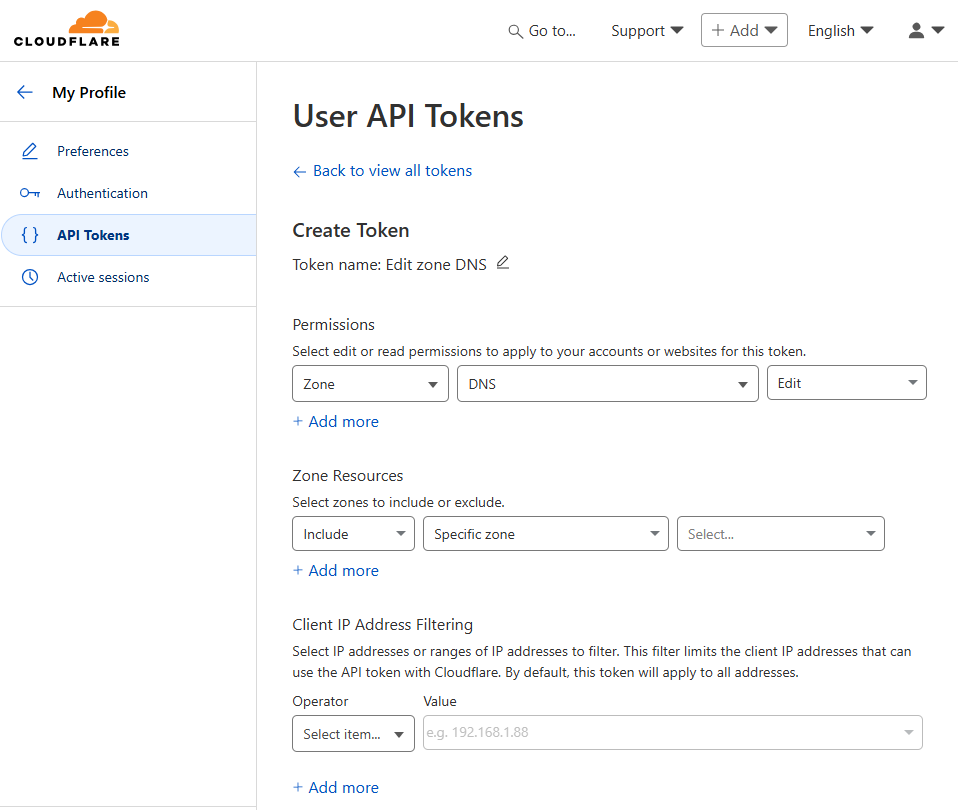 CLOUDFLARE
Go to...
Support
+ Add
English
My Profile
Preferences
Authentication
{ } API Tokens
Active sessions
User API Tokens
← Back to view all tokens
Create Token
Token name: Edit zone DNS
Permissions
Select edit or read permissions to apply to your accounts or websites for this token.
Zone
DNS
Edit
+ Add more
Zone Resources
Select zones to include or exclude.
Include
Specific zone
Select...
+ Add more
Client IP Address Filtering
Select IP addresses or ranges of IP addresses to filter. This filter limits the client IP addresses that can
use the API token with Cloudflare. By default, this token will apply to all addresses.
Operator
Value
Select item...
e.g. 192.168.1.88
+ Add more